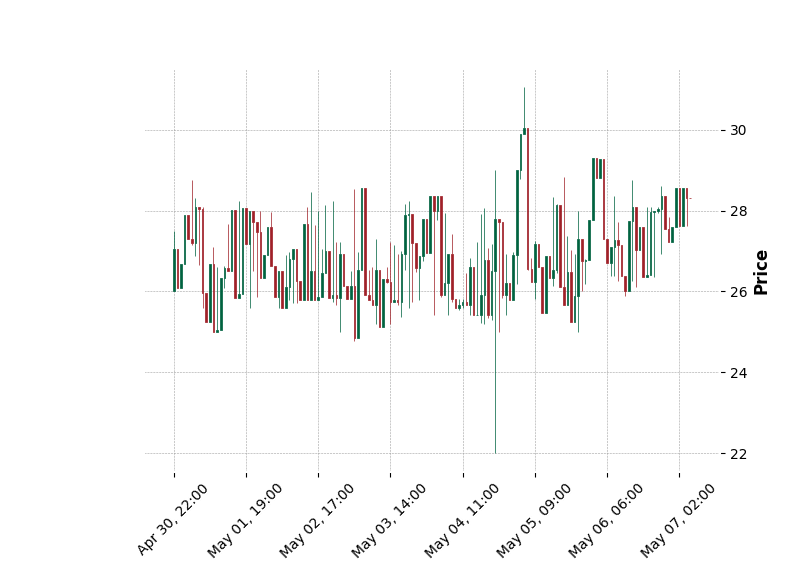 30
28
26
24
22
Price
Apr 30, 22:00
May 01, 19:00
May 02, 17:00
May 03, 14:00
May 04, 11:00
May 05, 09:00
May 06, 06:00
May 07, 02:00